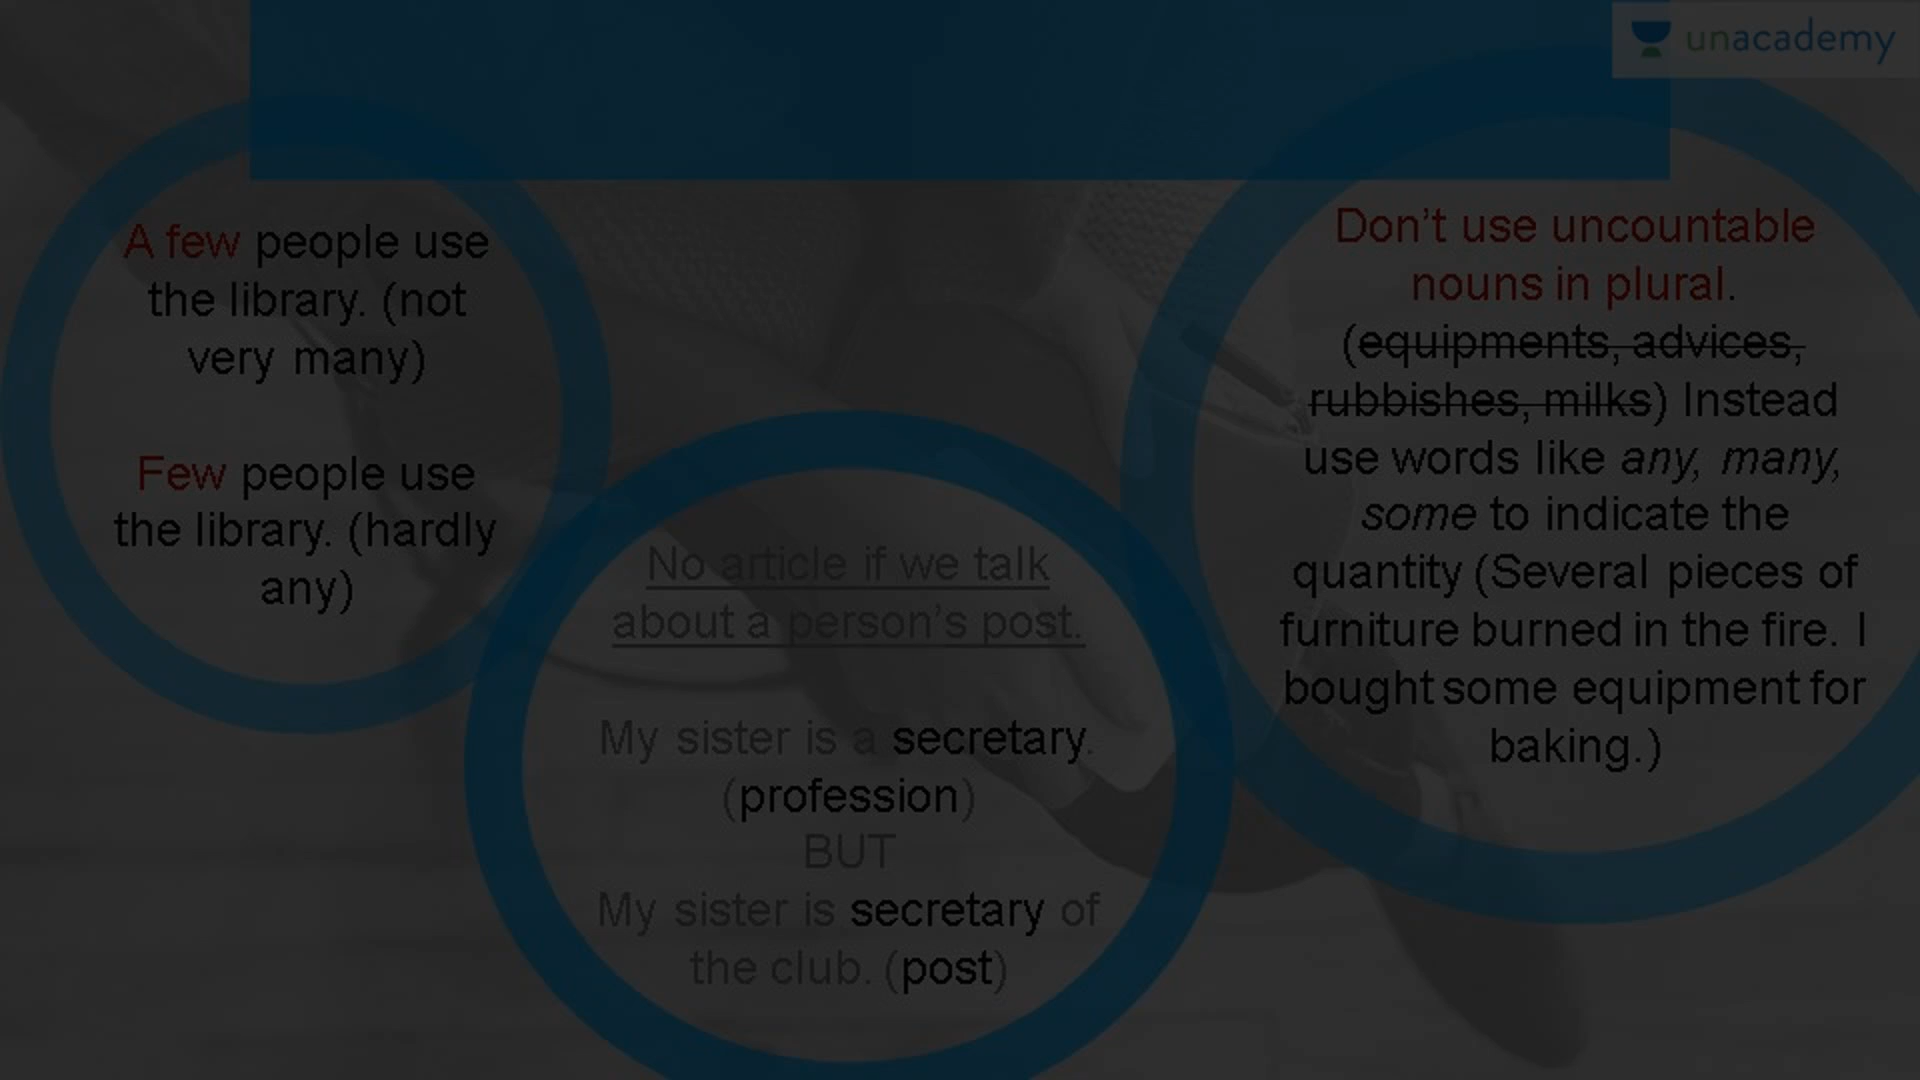 unacademy
A few people use
the library. (not
very many)
Few people use
the library. (hardly
any)
No article if we talk
about a person's post.
My sister is a secretary.
(profession)
BUT
My sister is secretary of
the club. (post)
Don't use uncountable
nouns in plural.
(equipments, advices,
rubbishes, milks) Instead
use words like any, many,
some to indicate the
quantity (Several pieces of
furniture burned in the fire. I
bought some equipment for
baking.)